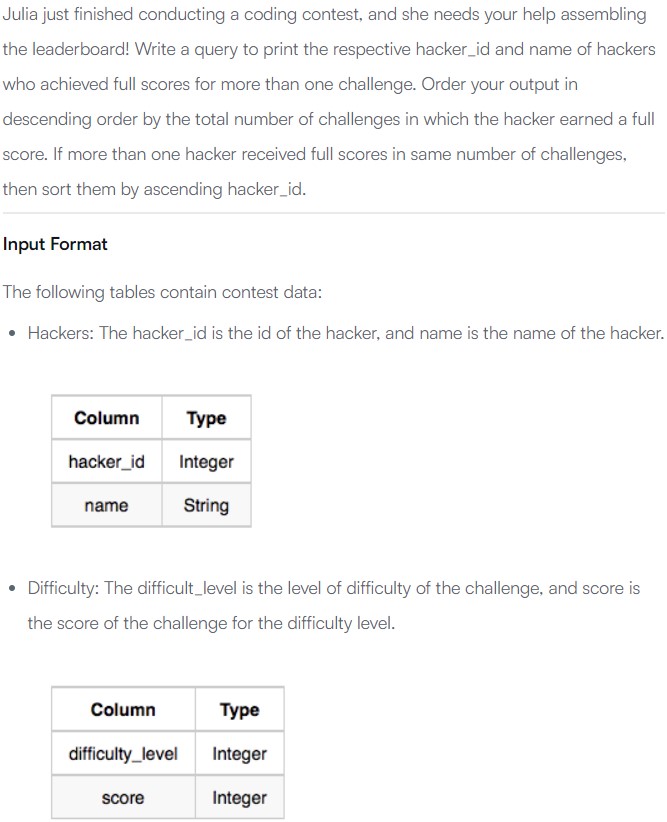 Julia just finished conducting a coding contest, and she needs your help assembling
the leaderboard! Write a query to print the respective hacker_id and name of hackers
who achieved full scores for more than one challenge. Order your output in
descending order by the total number of challenges in which the hacker earned a full
score. If more than one hacker received full scores in same number of challenges,
then sort them by ascending hacker_id.
Input Format
The following tables contain contest data:
• Hackers: The hacker_id is the id of the hacker, and name is the name of the hacker.
Column Type
hacker_id Integer
name String
• Difficulty: The difficult_level is the level of difficulty of the challenge, and score is
the score of the challenge for the difficulty level.
Column Type
difficulty_level Integer
score Integer